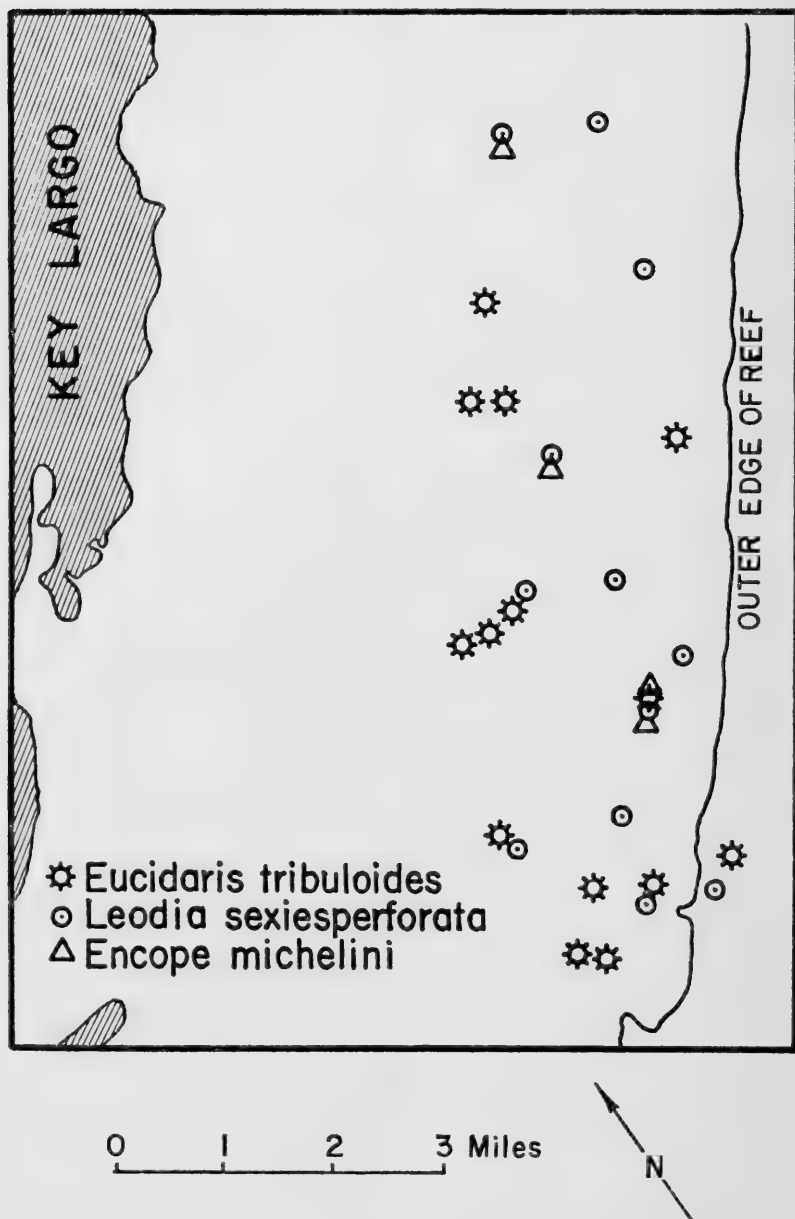 KEY LARGO
OUTER EDGE OF REEF
Eucidaris tribuloides
Leodia sexiesperforata
Encope michelini
0 1 2 3 Miles
N